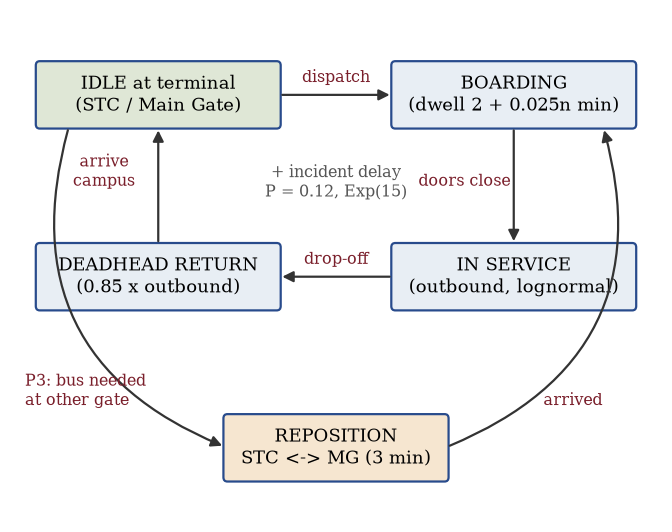 IDLE at terminal
(STC / Main Gate)
dispatch
BOARDING
(dwell 2 + 0.025n min)
arrive
campus
+ incident delay
P = 0.12, Exp(15)
doors close
DEADHEAD RETURN
(0.85 x outbound)
drop-off
IN SERVICE
(outbound, lognormal)
P3: bus needed
at other gate
arrived
REPOSITION
STC <-> MG (3 min)